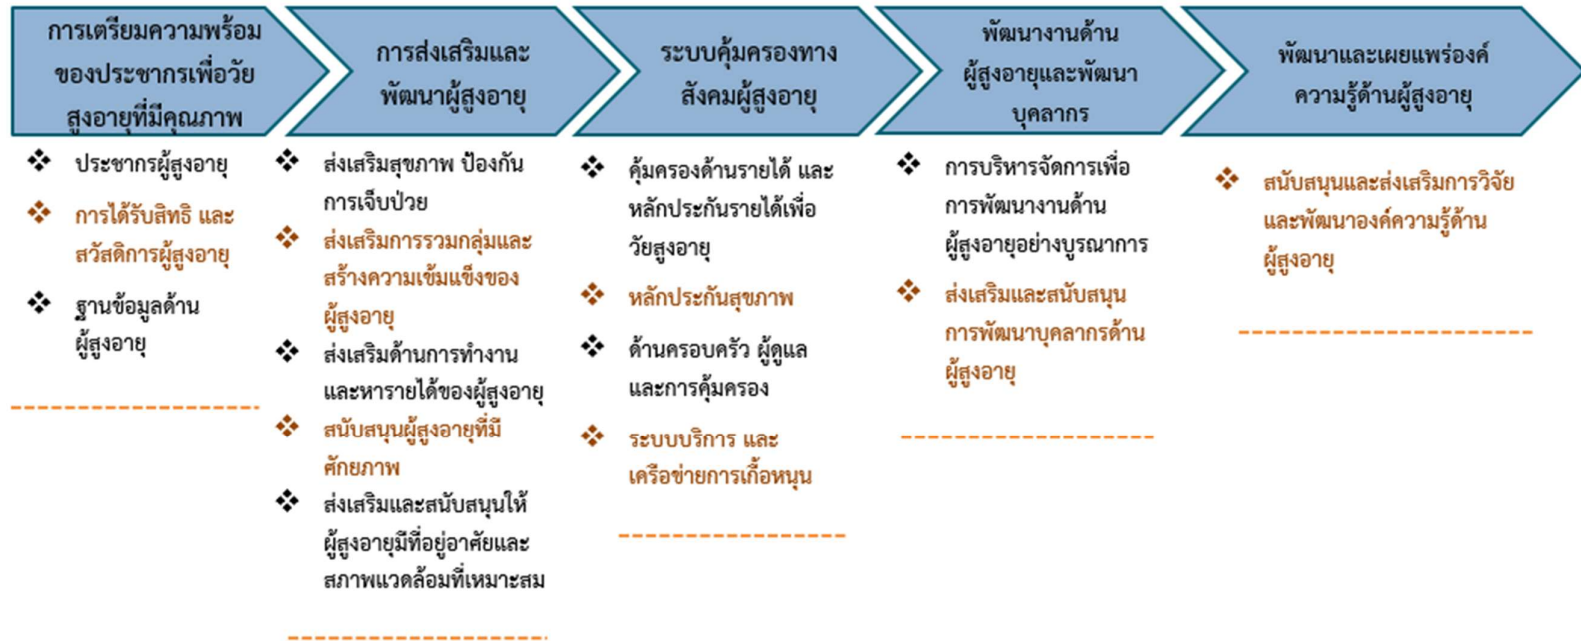 การเตรียมความพร้อม
ของประชากรเพื่อวัย
สูงอายุที่มีคุณภาพ
ประชากรผู้สูงอายุ
การได้รับสิทธิ และ
สวัสดิการผู้สูงอายุ
ฐานข้อมูลด้าน
ผู้สูงอายุ
การส่งเสริมและ
พัฒนาผู้สูงอายุ
ส่งเสริมสุขภาพ ป้องกัน
การเจ็บป่วย
ส่งเสริมการรวมกลุ่มและ
สร้างความเข้มแข็งของ
ผู้สูงอายุ
ส่งเสริมด้านการทำงาน
และหารายได้ของผู้สูงอายุ
สนับสนุนผู้สูงอายุที่มี
ศักยภาพ
ส่งเสริมและสนับสนุนให้
ผู้สูงอายุมีที่อยู่อาศัยและ
สภาพแวดล้อมที่เหมาะสม
ระบบคุ้มครองทาง
สังคมผู้สูงอายุ
คุ้มครองด้านรายได้ และ
หลักประกันรายได้เพื่อ
วัยสูงอายุ
หลักประกันสุขภาพ
ด้านครอบครัว ผู้ดูแล
และการคุ้มครอง
ระบบบริการ และ
เครือข่ายการเกื้อหนุน
พัฒนางานด้าน
ผู้สูงอายุและพัฒนา
บุคลากร
การบริหารจัดการเพื่อ
การพัฒนางานด้าน
ผู้สูงอายุอย่างบูรณาการ
ส่งเสริมและสนับสนุน
การพัฒนาบุคลากรด้าน
ผู้สูงอายุ
พัฒนาและเผยแพร่องค์
ความรู้ด้านผู้สูงอายุ
สนับสนุนและส่งเสริมการวิจัย
และพัฒนาองค์ความรู้ด้าน
ผู้สูงอายุ